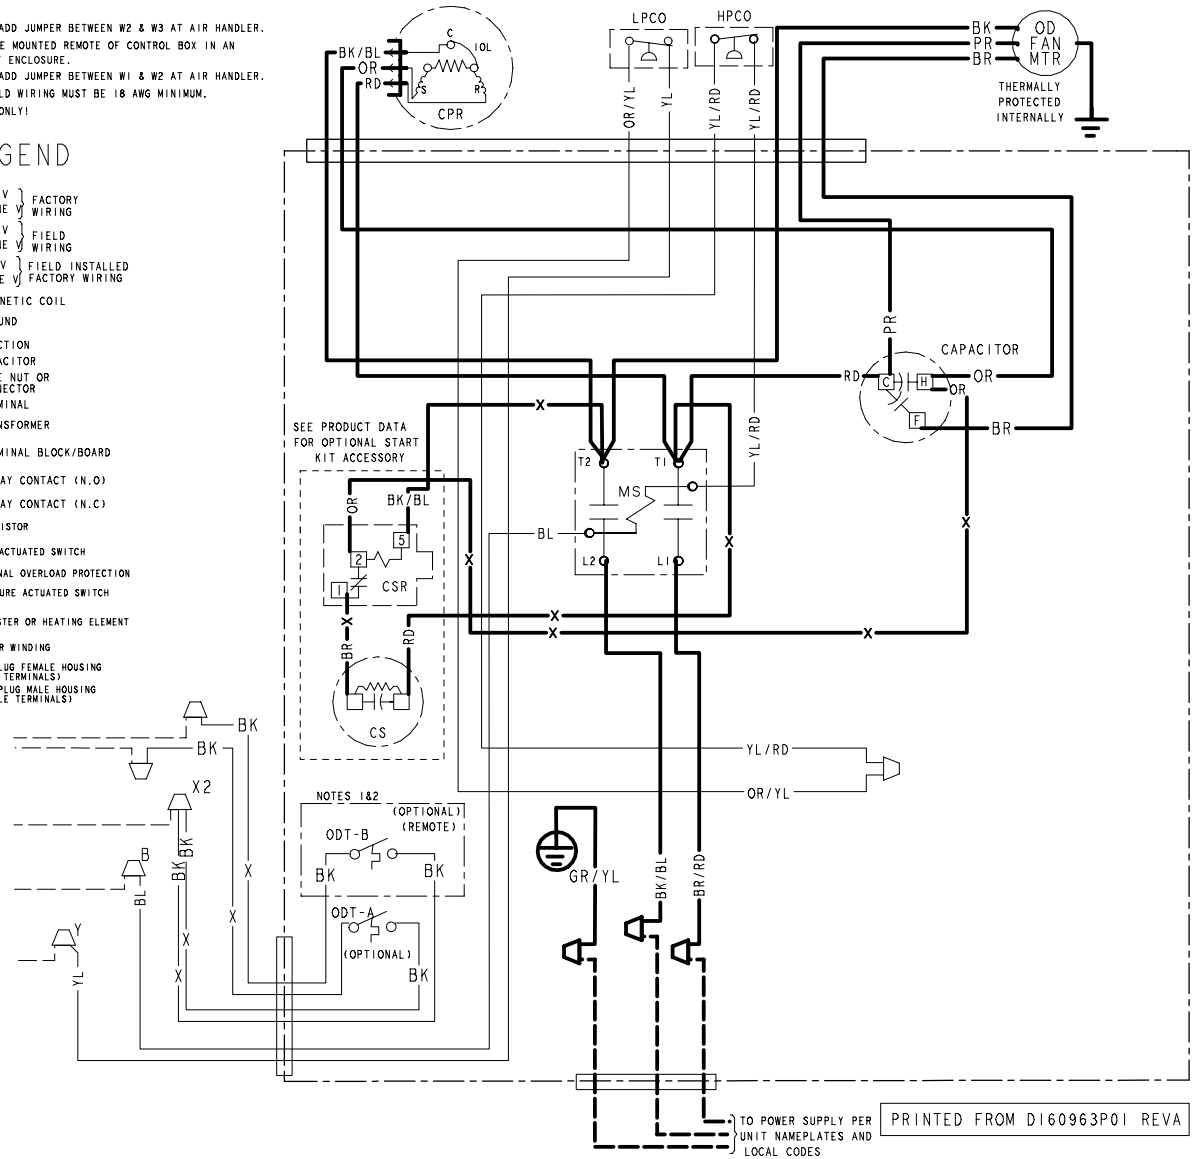 ADD JUMPER BETWEEN W2 & W3 AT AIR HANDLER.
E MOUNTED REMOTE OF CONTROL BOX IN AN
ENCLOSURE.
ADD JUMPER BETWEEN W1 & W2 AT AIR HANDLER.
LD WIRING MUST BE 18 AWG MINIMUM.
ONLY!
GEND
V
NE V
FACTORY
WIRING
V
NE V
FIELD
WIRING
V
E V
FIELD INSTALLED
FACTORY WIRING
NETIC COIL
UND
CTION
ACITOR
E NUT OR
NECTOR
MINAL
NSFORMER
MINAL BLOCK/BOARD
AY CONTACT (N.O)
AY CONTACT (N.C)
ISTOR
ACTUATED SWITCH
NAL OVERLOAD PROTECTION
URE ACTUATED SWITCH
STER OR HEATING ELEMENT
R WINDING
LUG FEMALE HOUSING
TERMINALS)
PLUG MALE HOUSING
LE TERMINALS)
BK/BL
OR
RD
C
IOL
S
R
CPR
LPCO
HPCO
OR/YL
YL
YL/RD
YL/RD
BK
PR
BR
OD
FAN
MTR
THERMALLY
PROTECTED
INTERNALLY
PR
CAPACITOR
RD
C
H
OR
OR
F
BR
X
SEE PRODUCT DATA
FOR OPTIONAL START
KIT ACCESSORY
OR
BK/BL
5
2
1
CSR
X
BR
RD
CS
X
X
X
X
X
X
T2
T1
MS
L2
L1
YL/RD
BL
YL/RD
OR/YL
BK
BK
X2
BK
BK
B
BL
Y
YL
X
X
X
X
NOTES 1&2
(OPTIONAL)
(REMOTE)
ODT-B
BK
BK
ODT-A
(OPTIONAL)
BK
GR/YL
BK/BL
BR/RD
TO POWER SUPPLY PER
UNIT NAMEPLATES AND
LOCAL CODES
PRINTED FROM D160963P01 REVA